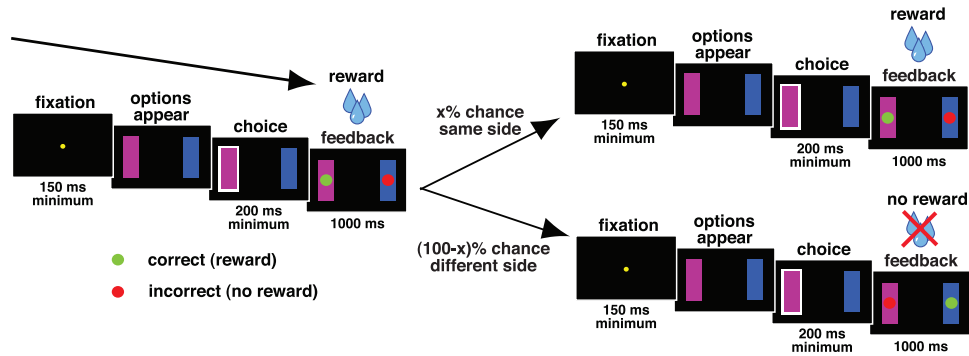 reward
fixation
options
appear
choice
feedback
150 ms
minimum
200 ms
minimum
1000 ms
correct (reward)
incorrect (no reward)
x% chance
same side
(100-x)% chance
different side
reward
fixation
options
appear
choice
feedback
150 ms
minimum
200 ms
minimum
1000 ms
no reward
fixation
options
appear
choice
feedback
150 ms
minimum
200 ms
minimum
1000 ms